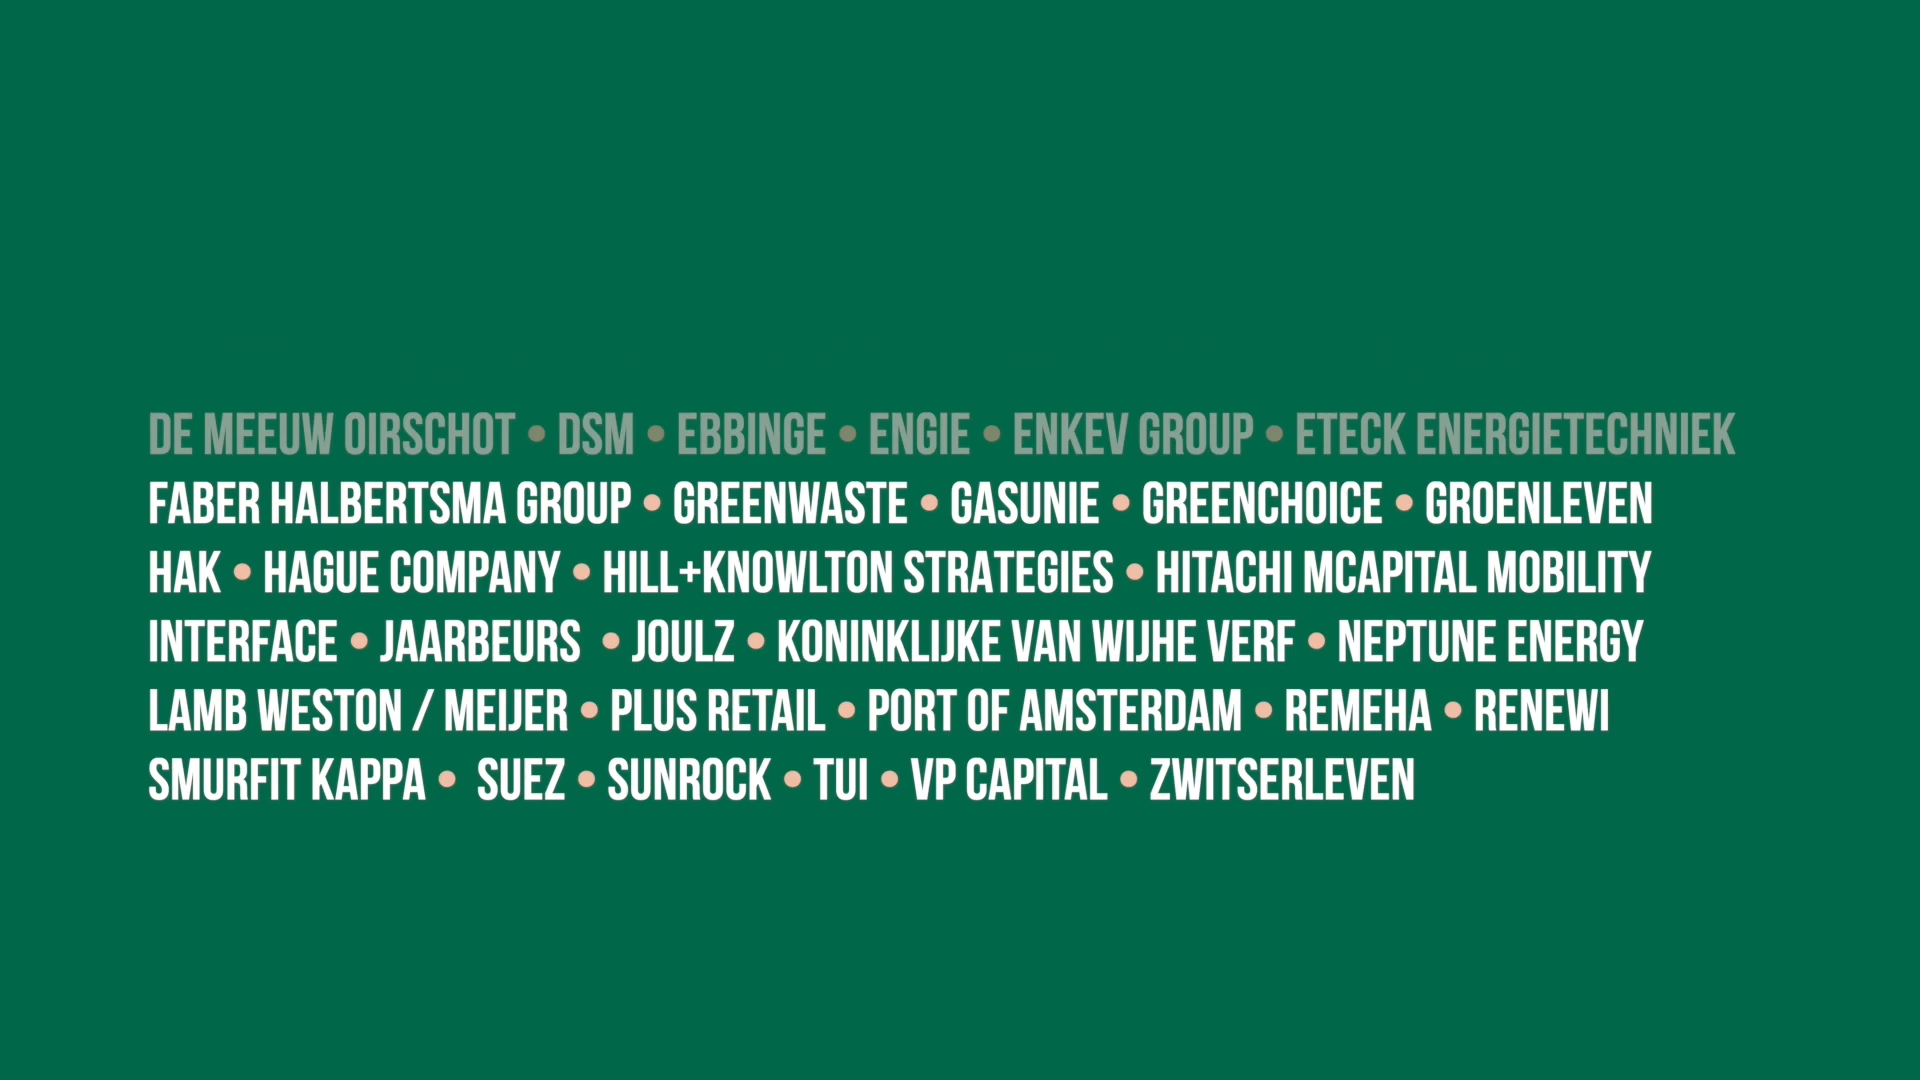 DE MEEUW OIRSCHOT • DSM • EBBINGE • ENGIE • ENKEV GROUP • ETECK ENERGIETECHNIEK
FABER HALBERTSMA GROUP • GREENWASTE • GASUNIE • GREENCHOICE • GROENLEVEN
HAK • HAGUE COMPANY • HILL+KNOWLTON STRATEGIES • HITACHI MCAPITAL MOBILITY
INTERFACE • JAARBEURS • JOULZ • KONINKLIJKE VAN WIJHE VERF • NEPTUNE ENERGY
LAMB WESTON / MEIJER • PLUS RETAIL • PORT OF AMSTERDAM • REMEHA • RENEWI
SMURFIT KAPPA • SUEZ • SUNROCK • TUI • VP CAPITAL • ZWITSERLEVEN